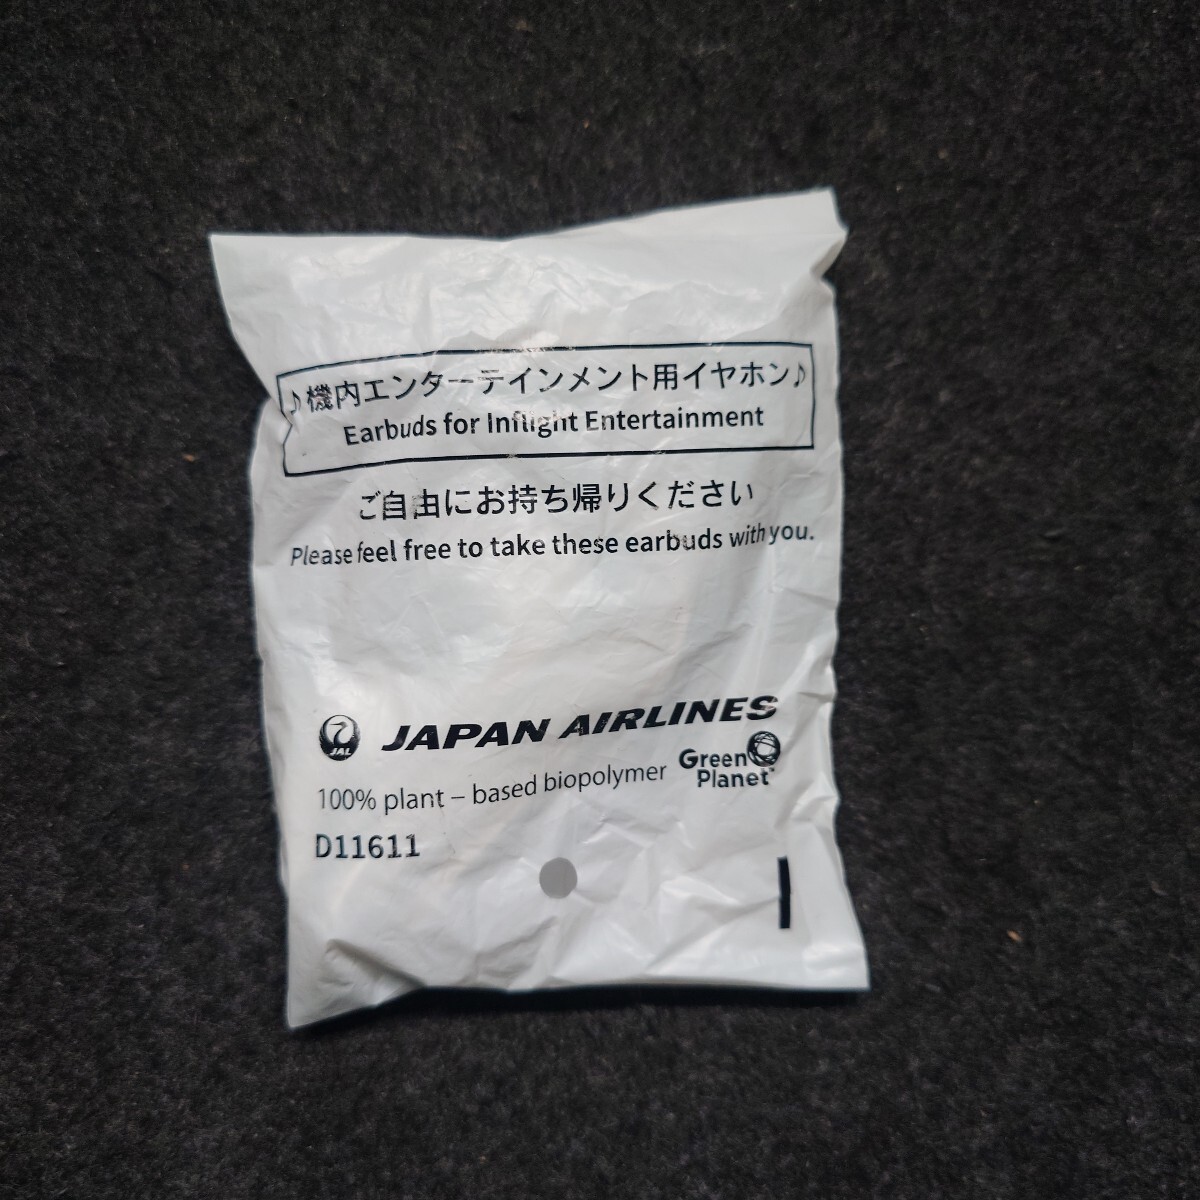 ♪機内エンターテインメント用イヤホン♪
Earbuds for Inflight Entertainment
ご自由にお持ち帰りください
Please feel free to take these earbuds with you.
JAL JAPAN AIRLINES
100% plant – based biopolymer
Green Planet
D11611